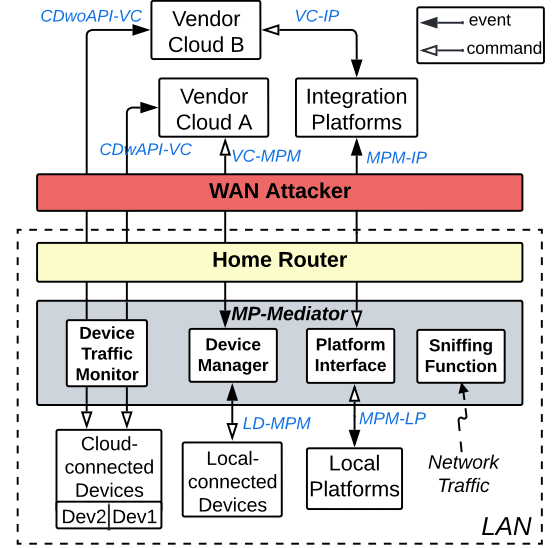 CDwoAPI-VC
Vendor
Cloud B
VC-IP
event
command
Vendor
Cloud A
Integration
Platforms
CDwAPI-VC
VC-MPM
MPM-IP
WAN Attacker
Home Router
MP-Mediator
Device
Traffic
Monitor
Device
Manager
Platform
Interface
Sniffing
Function
LD-MPM
MPM-LP
Cloud-
connected
Devices
Dev2
Dev1
Local-
connected
Devices
Local
Platforms
Network
Traffic
LAN